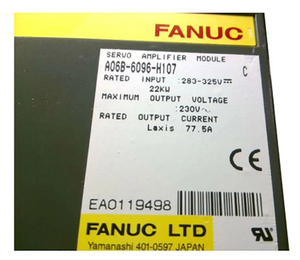 FANUC
SERVO AMPLIFIER MODULE
A06B-6096-H107 C
RATED INPUT :283-325V⎓
22KW
MAXIMUM OUTPUT VOLTAGE
:230V~
RATED OUTPUT CURRENT
Laxis 77.5A
CE
EA0119498
FANUC LTD
Yamanashi 401-0597 JAPAN